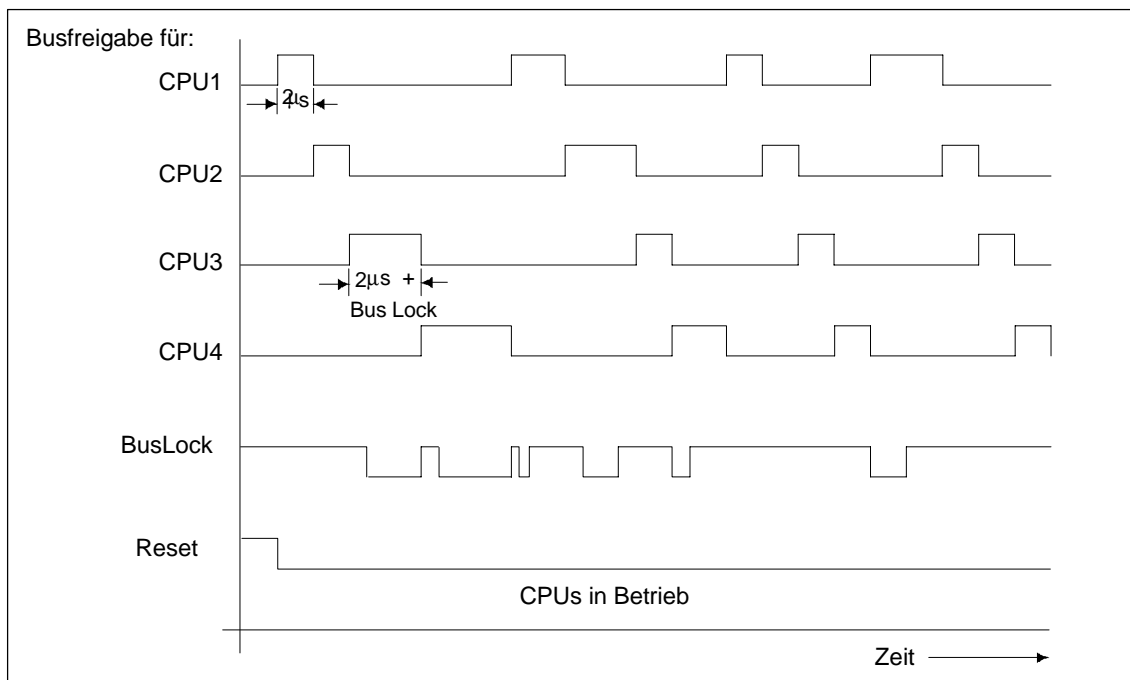 Busfreigabe für:
CPU1
2µs
CPU2
CPU3
2µs +
Bus Lock
CPU4
BusLock
Reset
CPUs in Betrieb
Zeit